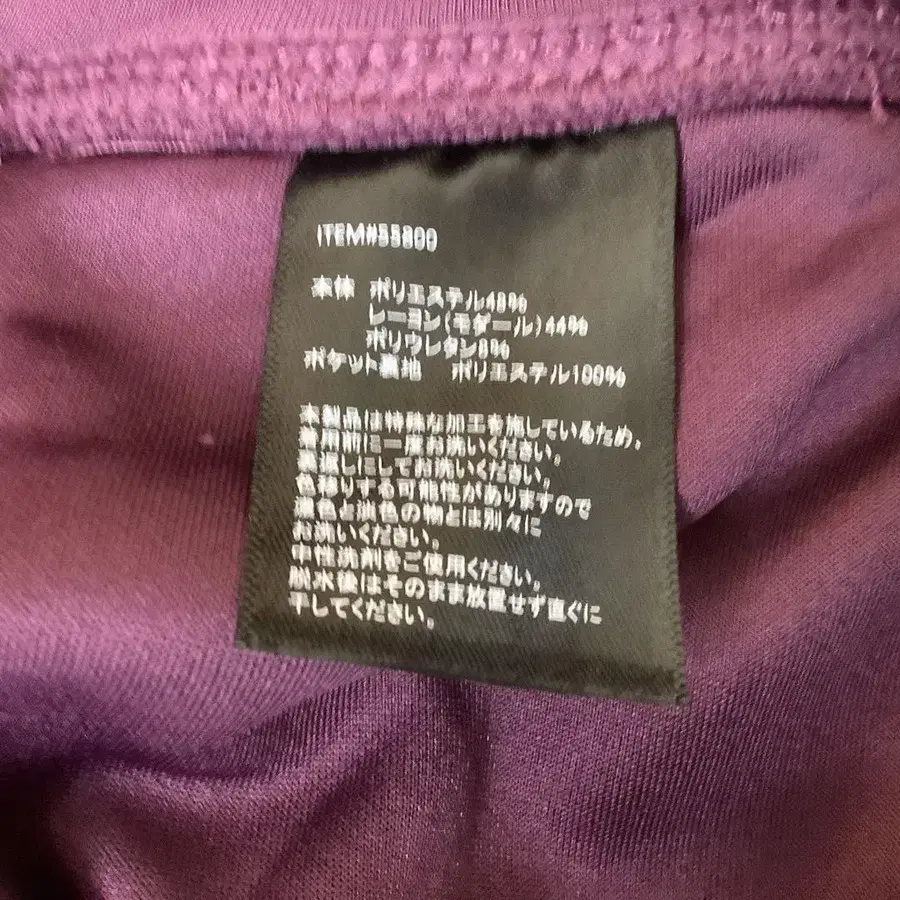 ITEM#55800
本体 ポリエステル48%
レーヨン(モダール)44%
ポリウレタン8%
ポケット裏地 ポリエステル100%
本製品は特殊な加工を施しているため、
着用前に一度お洗いください。
裏返しにしてお洗いください。
色移りする可能性がありますので
濃色と淡色の物とは別々に
お洗いください。
中性洗剤をご使用ください。
脱水後はそのまま放置せず直ぐに
干してください。